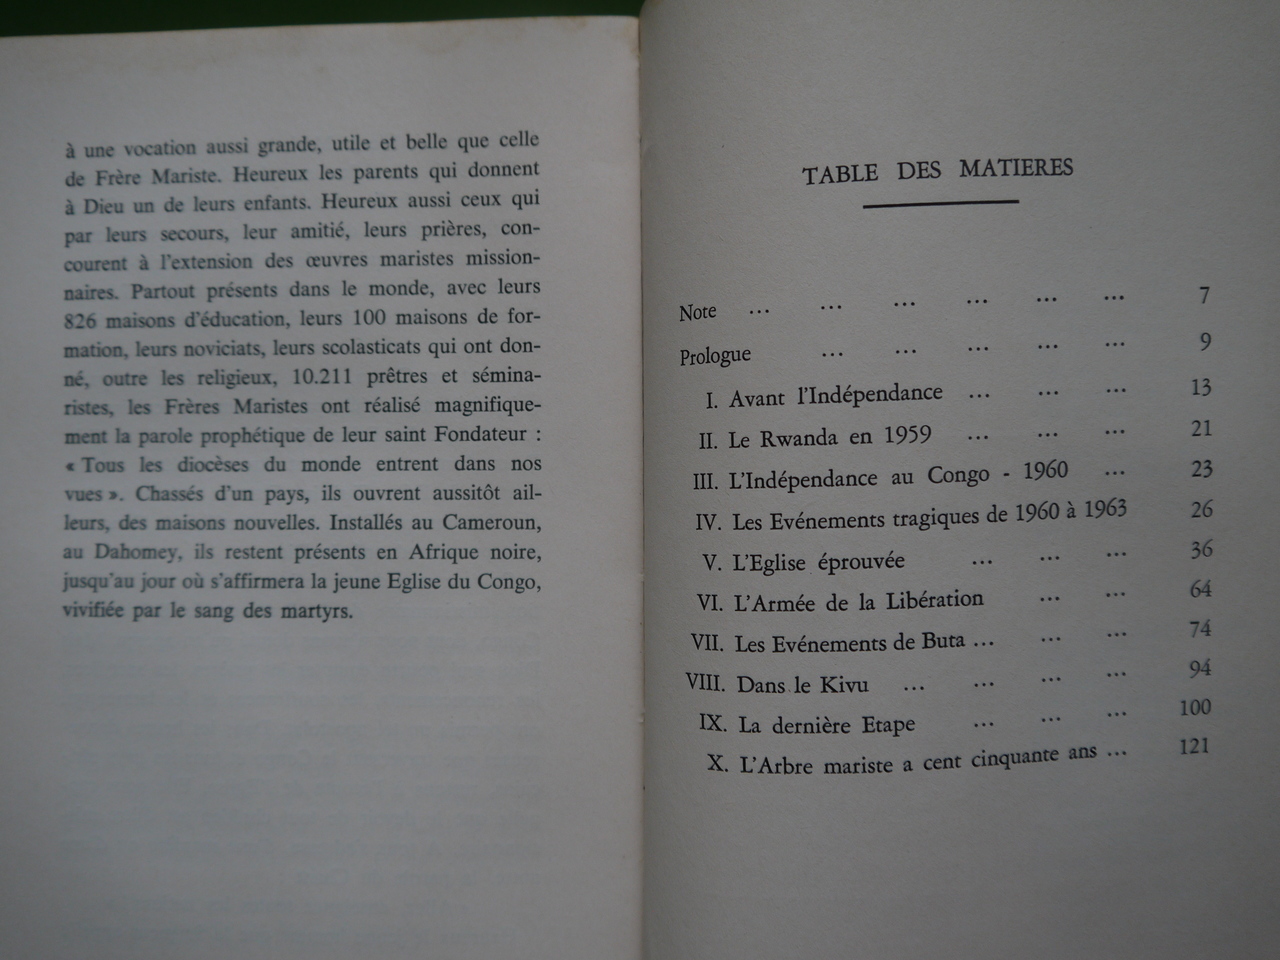 à une vocation aussi grande, utile et belle que celle
de Frère Mariste. Heureux les parents qui donnent
à Dieu un de leurs enfants. Heureux aussi ceux qui
par leurs secours, leur amitié, leurs prières, con-
courent à l'extension des œuvres maristes mission-
naires. Partout présents dans le monde, avec leurs
826 maisons d'éducation, leurs 100 maisons de for-
mation, leurs noviciats, leurs scolasticats qui ont don-
né, outre les religieux, 10.211 prêtres et sémina-
ristes, les Frères Maristes ont réalisé magnifique-
ment la parole prophétique de leur saint Fondateur :
« Tous les diocèses du monde entrent dans nos
vues ». Chassés d'un pays, ils ouvrent aussitôt ail-
leurs, des maisons nouvelles. Installés au Cameroun,
au Dahomey, ils restent présents en Afrique noire,
jusqu'au jour où s'affirmera la jeune Eglise du Congo,
vivifiée par le sang des martyrs.
TABLE DES MATIERES
Note ... ... ... ... ... ... 7
Prologue ... ... ... ... ... 9
I. Avant l'Indépendance ... ... ... 13
II. Le Rwanda en 1959 ... ... ... 21
III. L'Indépendance au Congo - 1960 ... 23
IV. Les Evénements tragiques de 1960 à 1963 26
V. L'Eglise éprouvée ... ... ... 36
VI. L'Armée de la Libération ... ... 64
VII. Les Evénements de Buta ... ... ... 74
VIII. Dans le Kivu ... ... ... ... 94
IX. La dernière Etape ... ... ... 100
X. L'Arbre mariste a cent cinquante ans ... 121